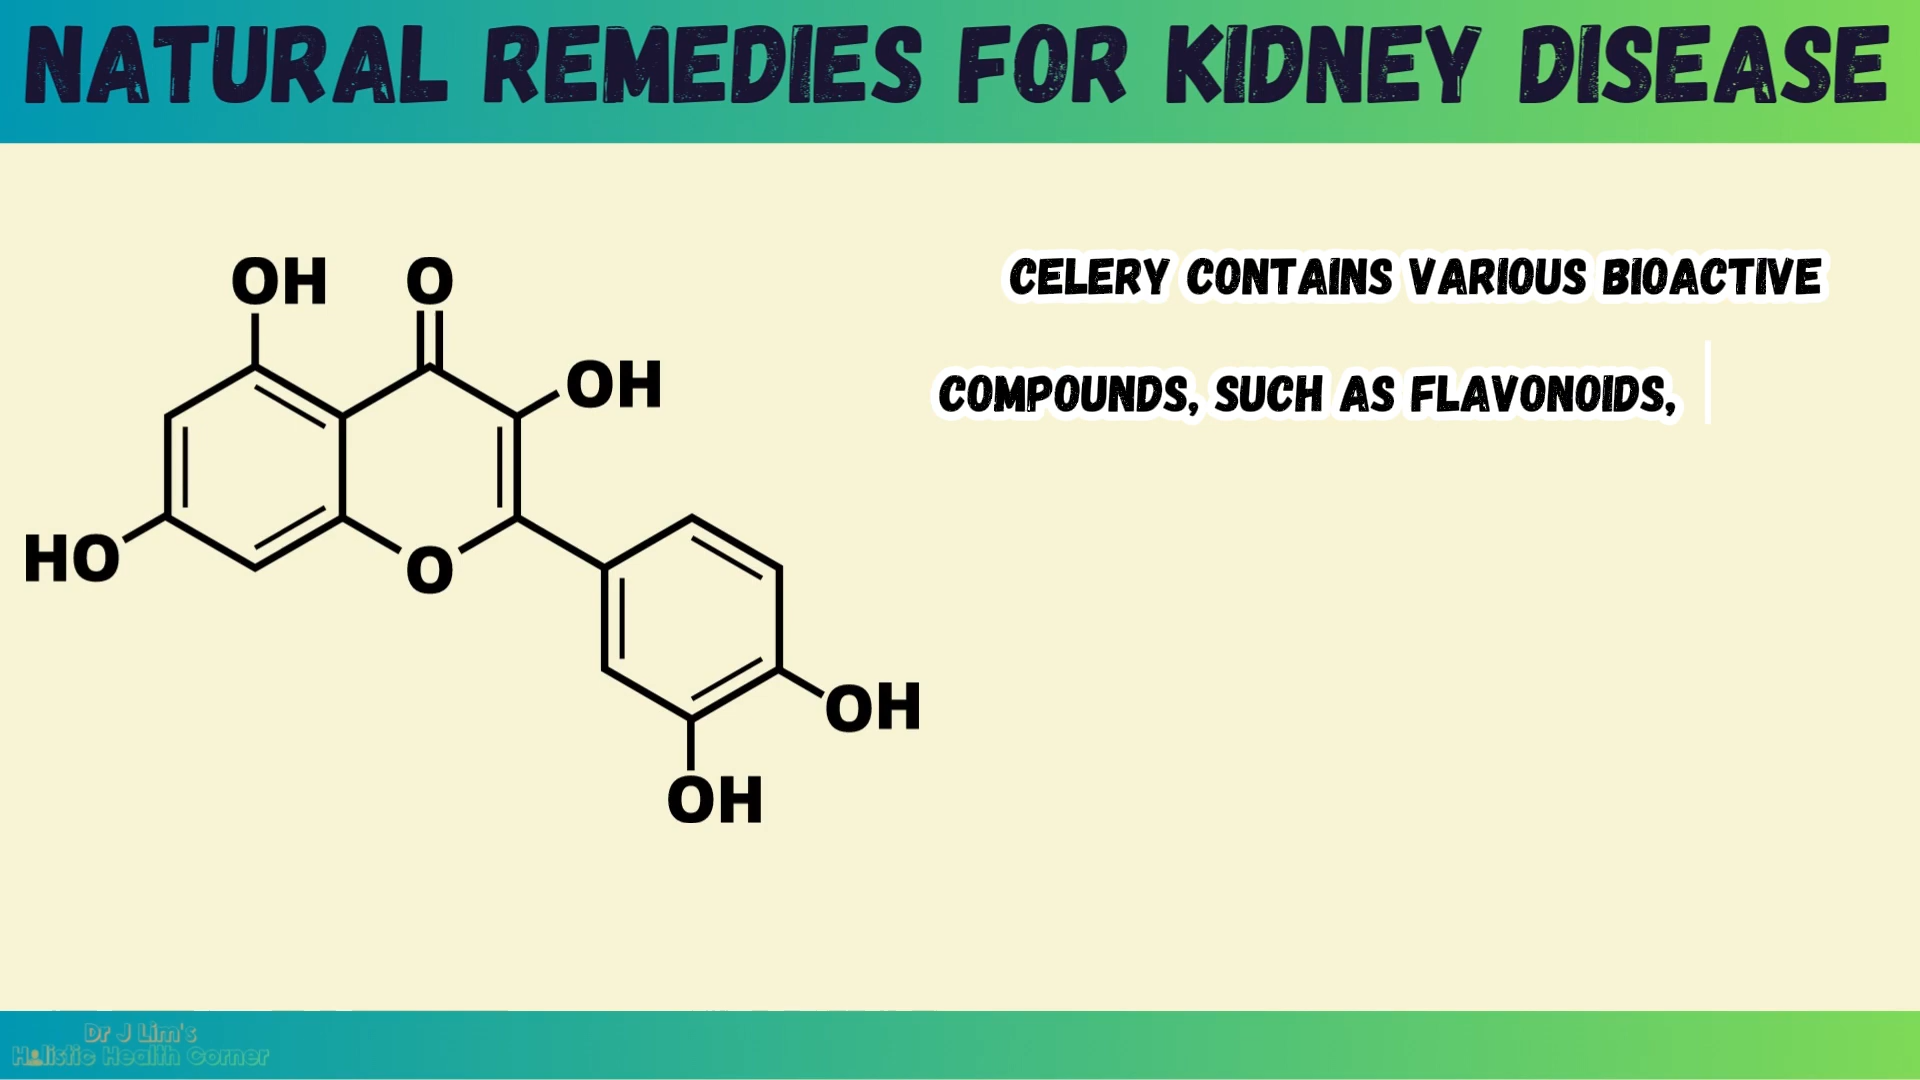 NATURAL REMEDIES FOR KIDNEY DISEASE
OH
O
OH
HO
O
OH
OH
CELERY CONTAINS VARIOUS BIOACTIVE
COMPOUNDS, SUCH AS FLAVONOIDS,
Dr J Lim's
Holistic Health Corner